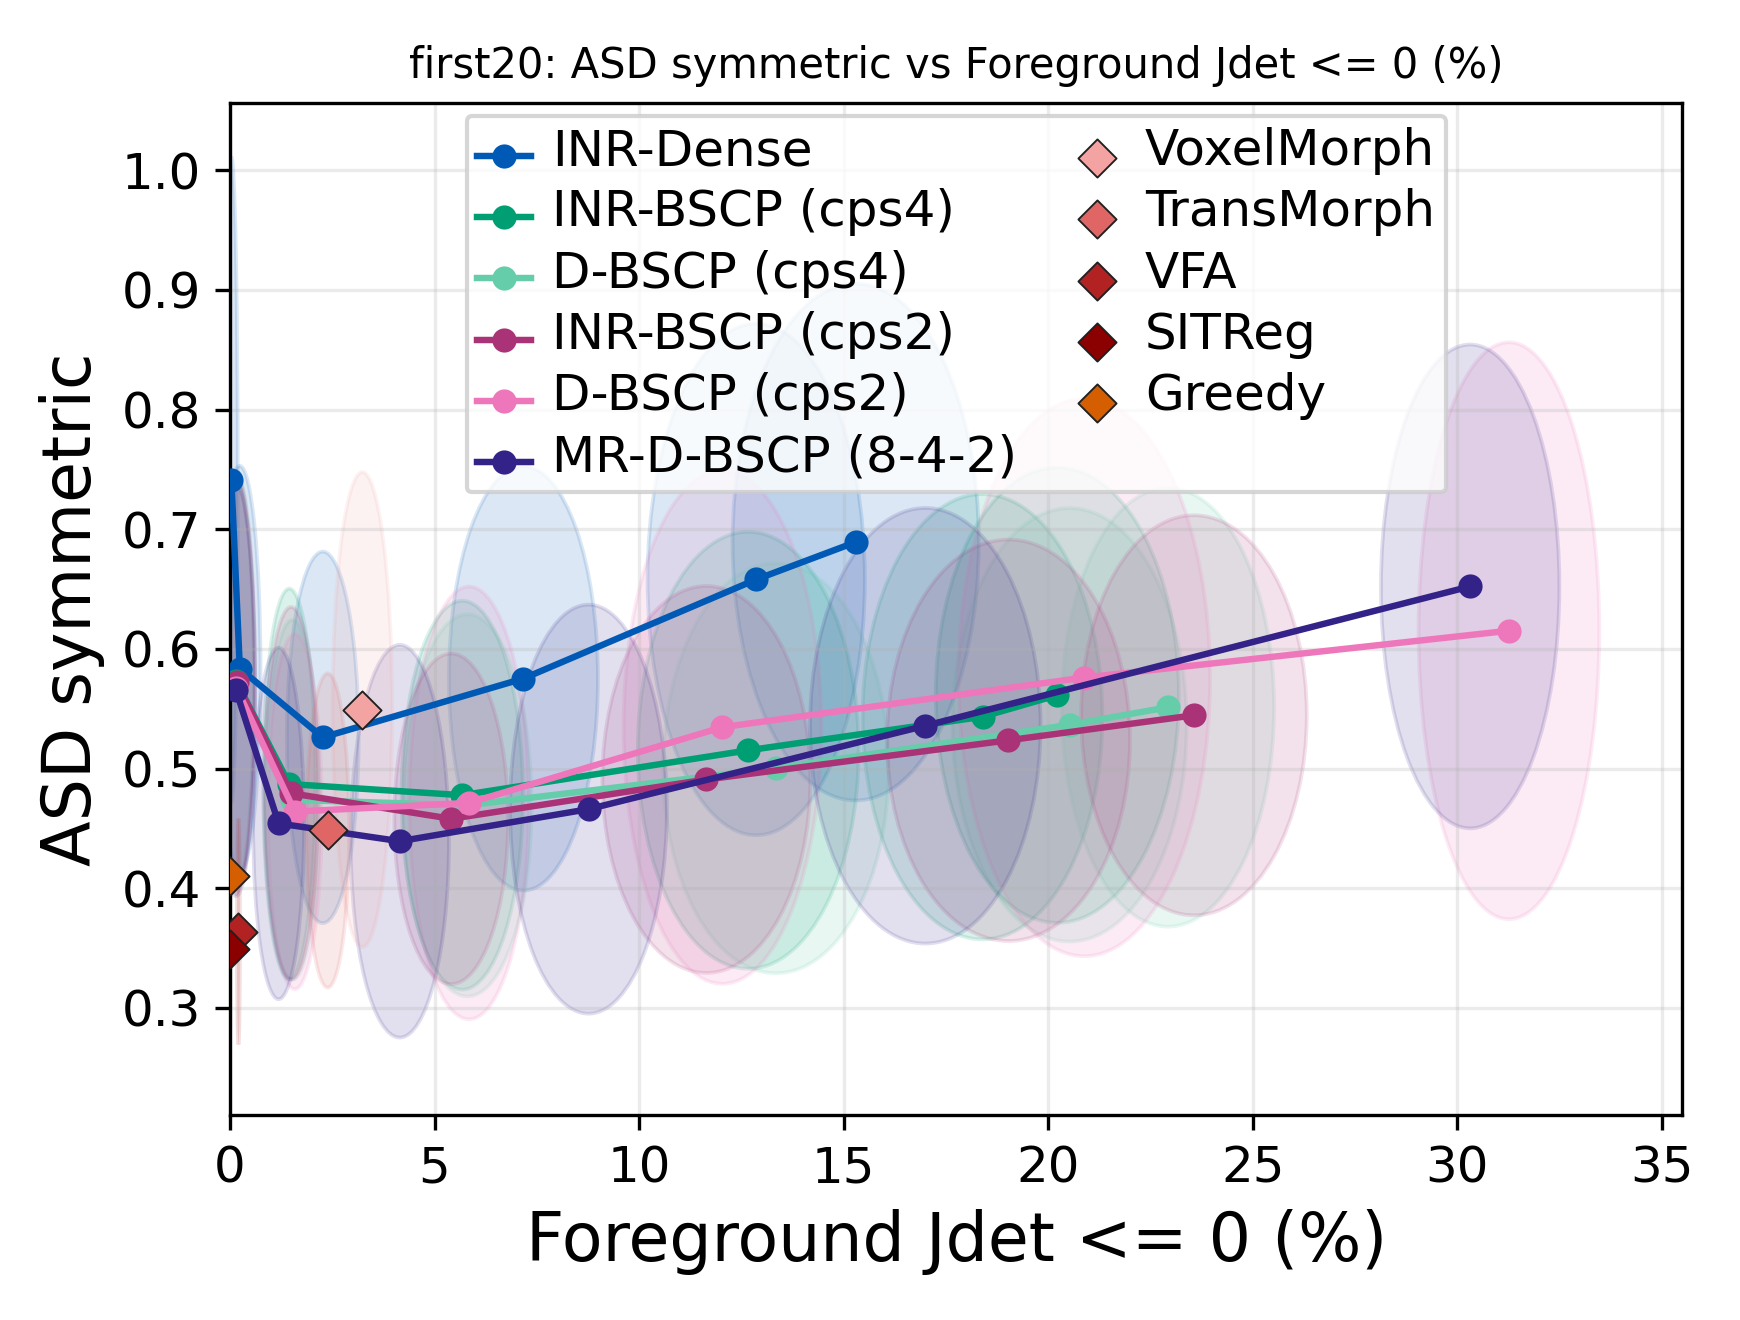 first20: ASD symmetric vs Foreground Jdet <= 0 (%)
INR-Dense
INR-BSCP (cps4)
D-BSCP (cps4)
INR-BSCP (cps2)
D-BSCP (cps2)
MR-D-BSCP (8-4-2)
VoxelMorph
TransMorph
VFA
SITReg
Greedy
ASD symmetric
1.0
0.9
0.8
0.7
0.6
0.5
0.4
0.3
0 5 10 15 20 25 30 35
Foreground Jdet <= 0 (%)